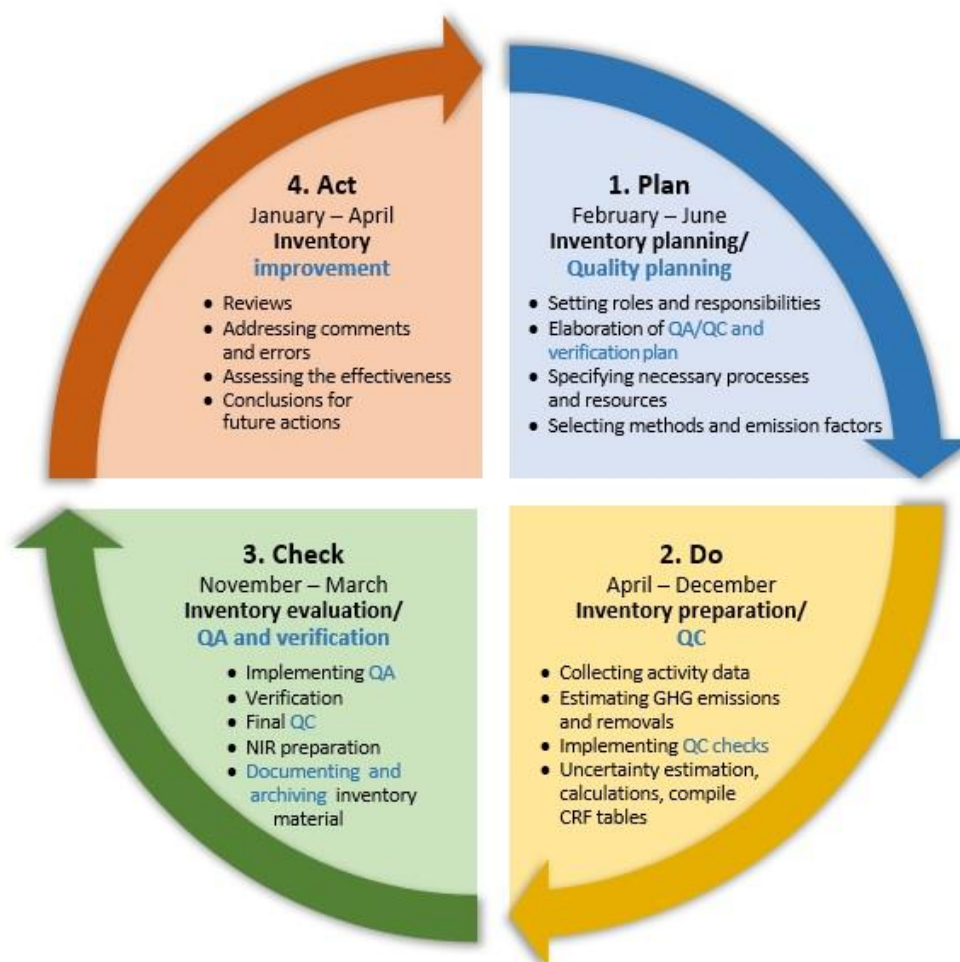 4. Act
January – April
Inventory
improvement
• Reviews
• Addressing comments
and errors
• Assessing the effectiveness
• Conclusions for
future actions
1. Plan
February – June
Inventory planning/
Quality planning
• Setting roles and responsibilities
• Elaboration of QA/QC and
verification plan
• Specifying necessary processes
and resources
• Selecting methods and emission factors
3. Check
November – March
Inventory evaluation/
QA and verification
• Implementing QA
• Verification
• Final QC
• NIR preparation
• Documenting and
archiving inventory
material
2. Do
April – December
Inventory preparation/
QC
• Collecting activity data
• Estimating GHG emissions
and removals
• Implementing QC checks
• Uncertainty estimation,
calculations, compile
CRF tables